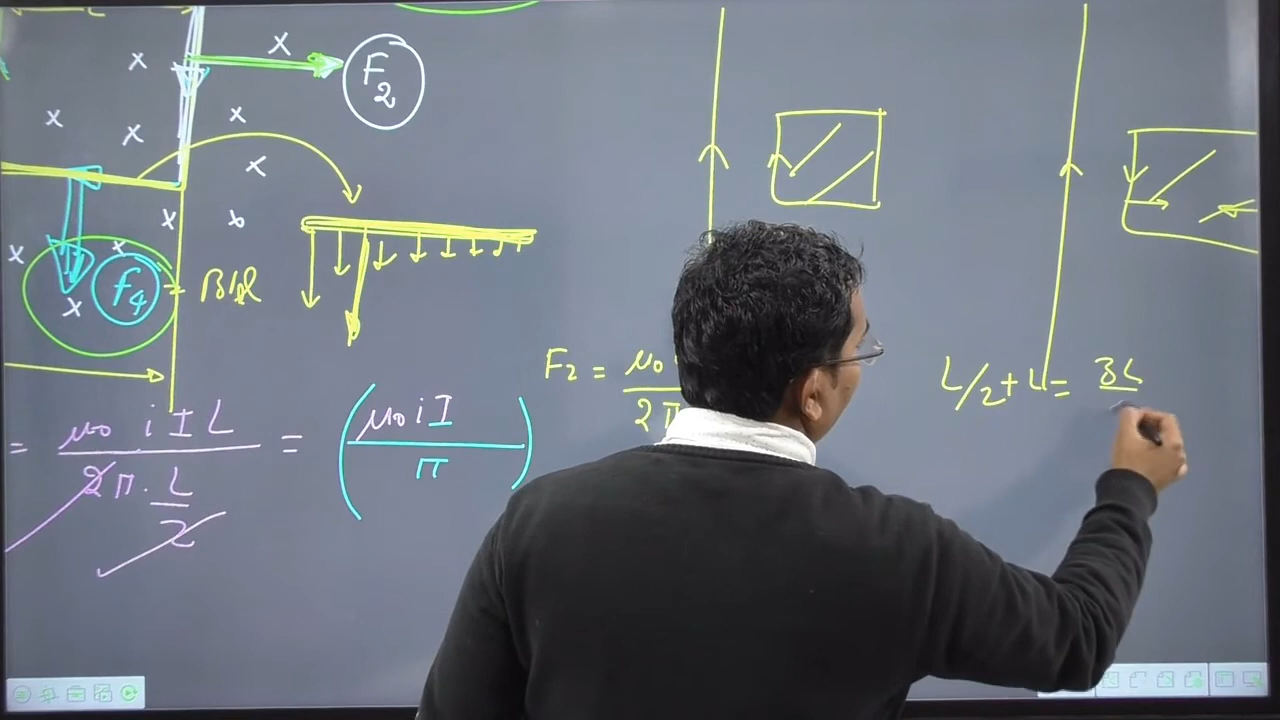 x
x
F2
x
x
x
x
x
x
x
x
x
f4 = Bil
F2 = μ0
2π
L/2 + L = 3L
= μ0 i I L / 2π . L/2 = ( μ0 i I / π )